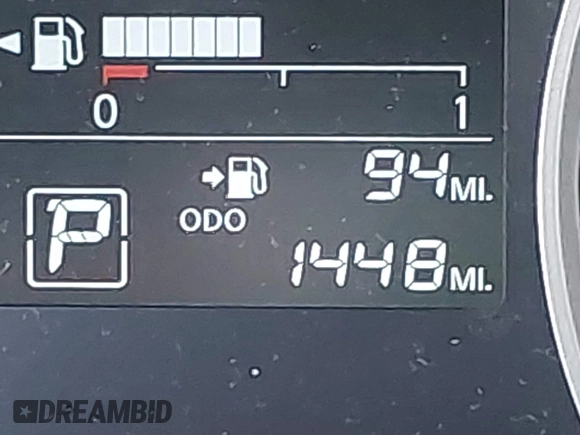 0 1
94 MI.
ODO
1448 MI.
P
DREAMBID